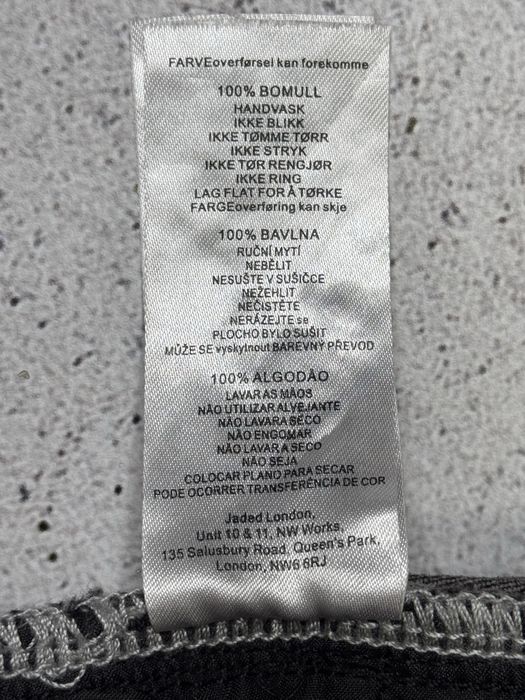 FARVEoverførsel kan forekomme
100% BOMULL
HANDVASK
IKKE BLIKK
IKKE TØMME TØRR
IKKE STRYK
IKKE TØR RENGJØR
IKKE RING
LAG FLAT FOR Å TØRKE
FARGEoverføring kan skje
100% BAVLNA
RUČNÍ MYTÍ
NEBĚLIT
NESUŠTE V SUŠIČCE
NEŽEHLIT
NEČISTĚTE
NERÁZEJTE se
PLOCHO BYLO SUŠIT
MŮŽE SE vyskytnout BAREVNÝ PŘEVOD
100% ALGODÃO
LAVAR AS MÃOS
NÃO UTILIZAR ALVEJANTE
NÃO LAVAR A SECO
NÃO ENGOMAR
NÃO LAVAR A SECO
NÃO SEJA
COLOCAR PLANO PARA SECAR
PODE OCORRER TRANSFERÊNCIA DE COR
Jaded London,
Unit 10 & 11, NW Works,
135 Salusbury Road, Queen's Park,
London, NW6 6RJ